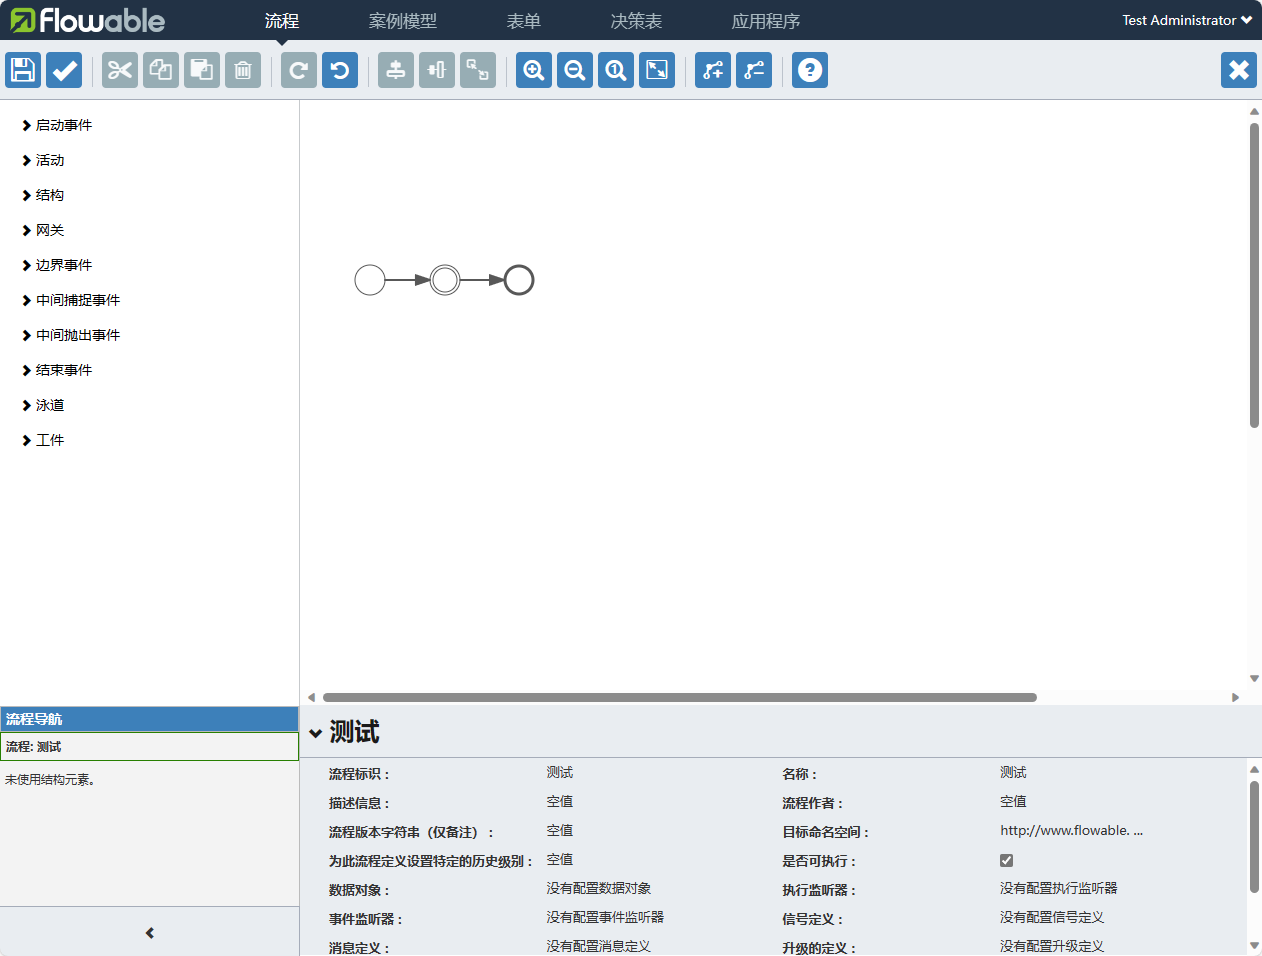 flowable
流程
案例模型
表单
决策表
应用程序
Test Administrator
启动事件
活动
结构
网关
边界事件
中间捕捉事件
中间抛出事件
结束事件
泳道
工件
流程导航
流程: 测试
未使用结构元素。
测试
流程标识 : 测试 名称 : 测试
描述信息 : 空值 流程作者 : 空值
流程版本字符串（仅备注） : 空值 目标命名空间 : http://www.flowable. ...
为此流程定义设置特定的历史级别 : 空值 是否可执行 :
数据对象 : 没有配置数据对象 执行监听器 : 没有配置执行监听器
事件监听器 : 没有配置事件监听器 信号定义 : 没有配置信号定义
消息定义 : 没有配置消息定义 升级的定义 : 没有配置升级定义